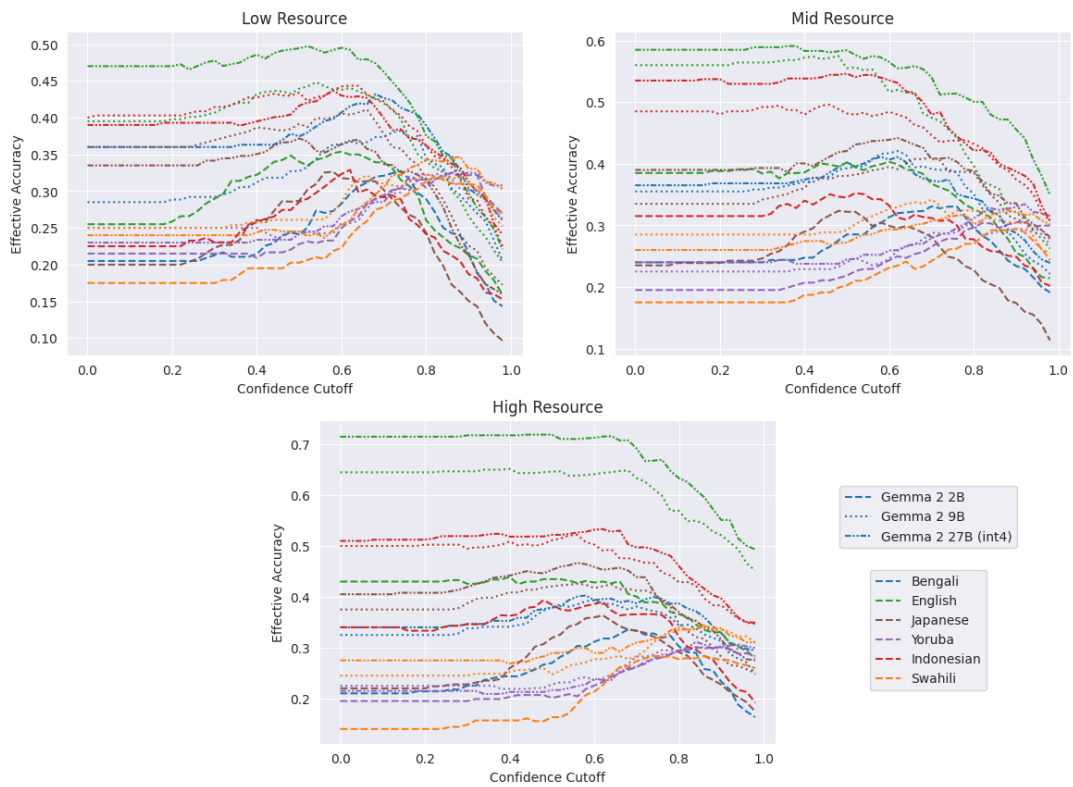 Low Resource
Effective Accuracy
0.50
0.45
0.40
0.35
0.30
0.25
0.20
0.15
0.10
0.0 0.2 0.4 0.6 0.8 1.0
Confidence Cutoff
Mid Resource
Effective Accuracy
0.6
0.5
0.4
0.3
0.2
0.1
0.0 0.2 0.4 0.6 0.8 1.0
Confidence Cutoff
High Resource
Effective Accuracy
0.7
0.6
0.5
0.4
0.3
0.2
0.0 0.2 0.4 0.6 0.8 1.0
Confidence Cutoff
Gemma 2 2B
Gemma 2 9B
Gemma 2 27B (int4)
Bengali
English
Japanese
Yoruba
Indonesian
Swahili